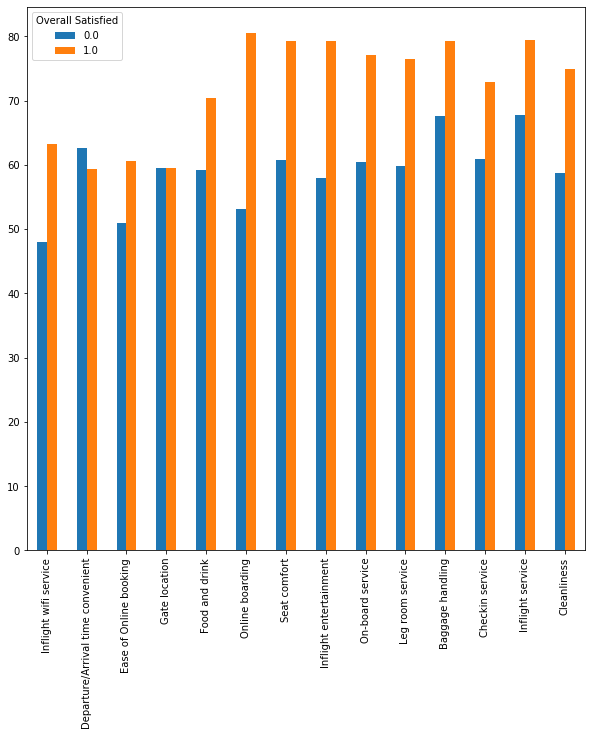 Overall Satisfied
0.0
1.0
80
70
60
50
40
30
20
10
0
Inflight wifi service
Departure/Arrival time convenient
Ease of Online booking
Gate location
Food and drink
Online boarding
Seat comfort
Inflight entertainment
On-board service
Leg room service
Baggage handling
Checkin service
Inflight service
Cleanliness